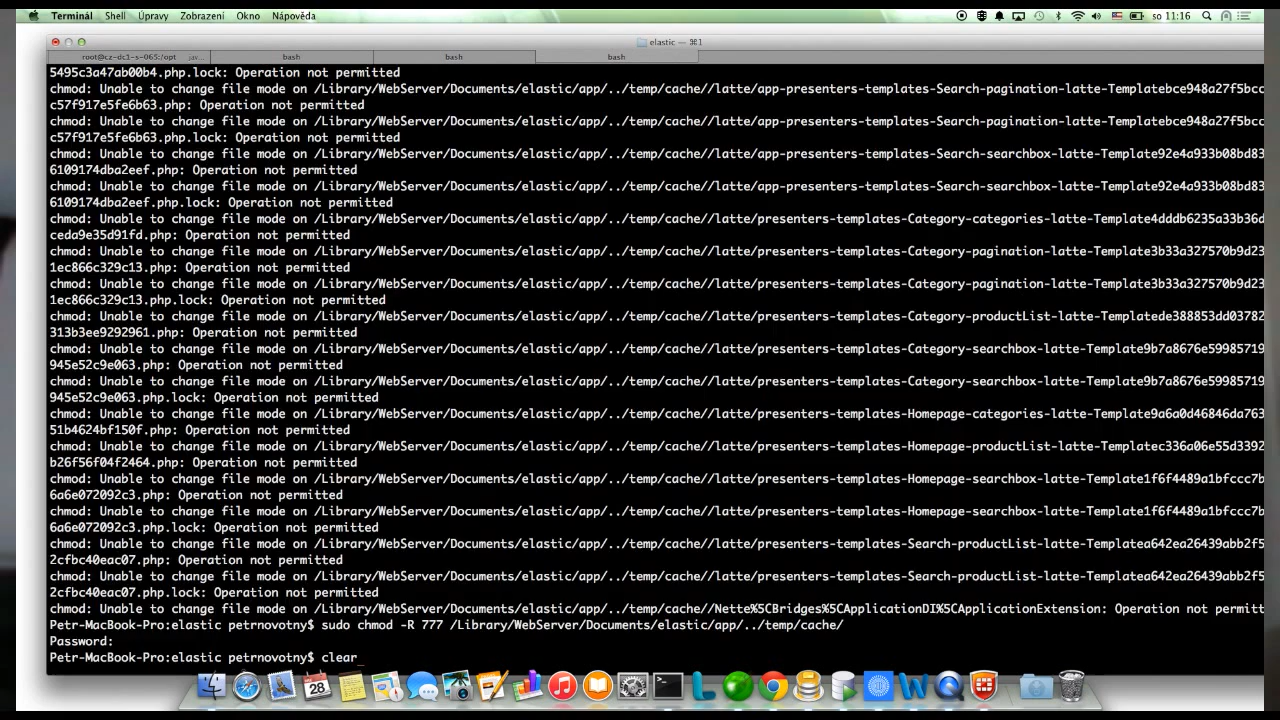 Terminál Shell Úpravy Zobrazení Okno Nápověda so 11:16
elastic — ⌘1
root@cz-dc1-s-065:/opt jav... bash bash bash
5495c3a47ab00b4.php.lock: Operation not permitted
chmod: Unable to change file mode on /Library/WebServer/Documents/elastic/app/../temp/cache//latte/app-presenters-templates-Search-pagination-latte-Templatebce948a27f5bcc
c57f917e5fe6b63.php: Operation not permitted
chmod: Unable to change file mode on /Library/WebServer/Documents/elastic/app/../temp/cache//latte/app-presenters-templates-Search-pagination-latte-Templatebce948a27f5bcc
c57f917e5fe6b63.php.lock: Operation not permitted
chmod: Unable to change file mode on /Library/WebServer/Documents/elastic/app/../temp/cache//latte/app-presenters-templates-Search-searchbox-latte-Template92e4a933b08bd83
6109174dba2eef.php: Operation not permitted
chmod: Unable to change file mode on /Library/WebServer/Documents/elastic/app/../temp/cache//latte/app-presenters-templates-Search-searchbox-latte-Template92e4a933b08bd83
6109174dba2eef.php.lock: Operation not permitted
chmod: Unable to change file mode on /Library/WebServer/Documents/elastic/app/../temp/cache//latte/presenters-templates-Category-categories-latte-Template4dddb6235a33b36d
ceda9e35d91fd.php: Operation not permitted
chmod: Unable to change file mode on /Library/WebServer/Documents/elastic/app/../temp/cache//latte/presenters-templates-Category-pagination-latte-Template3b33a327570b9d23
1ec866c329c13.php: Operation not permitted
chmod: Unable to change file mode on /Library/WebServer/Documents/elastic/app/../temp/cache//latte/presenters-templates-Category-pagination-latte-Template3b33a327570b9d23
1ec866c329c13.php.lock: Operation not permitted
chmod: Unable to change file mode on /Library/WebServer/Documents/elastic/app/../temp/cache//latte/presenters-templates-Category-productList-latte-Templatede388853dd03782
313b3ee9292961.php: Operation not permitted
chmod: Unable to change file mode on /Library/WebServer/Documents/elastic/app/../temp/cache//latte/presenters-templates-Category-searchbox-latte-Template9b7a8676e59985719
945e52c9e063.php: Operation not permitted
chmod: Unable to change file mode on /Library/WebServer/Documents/elastic/app/../temp/cache//latte/presenters-templates-Category-searchbox-latte-Template9b7a8676e59985719
945e52c9e063.php.lock: Operation not permitted
chmod: Unable to change file mode on /Library/WebServer/Documents/elastic/app/../temp/cache//latte/presenters-templates-Homepage-categories-latte-Template9a6a0d46846da763
51b4624bf150f.php: Operation not permitted
chmod: Unable to change file mode on /Library/WebServer/Documents/elastic/app/../temp/cache//latte/presenters-templates-Homepage-productList-latte-Templatec336a06e55d3392
b26f56f04f2464.php: Operation not permitted
chmod: Unable to change file mode on /Library/WebServer/Documents/elastic/app/../temp/cache//latte/presenters-templates-Homepage-searchbox-latte-Template1f6f4489a1bfccc7b
6a6e072092c3.php: Operation not permitted
chmod: Unable to change file mode on /Library/WebServer/Documents/elastic/app/../temp/cache//latte/presenters-templates-Homepage-searchbox-latte-Template1f6f4489a1bfccc7b
6a6e072092c3.php.lock: Operation not permitted
chmod: Unable to change file mode on /Library/WebServer/Documents/elastic/app/../temp/cache//latte/presenters-templates-Search-productList-latte-Templatea642ea26439abb2f5
2cfbc40eac07.php: Operation not permitted
chmod: Unable to change file mode on /Library/WebServer/Documents/elastic/app/../temp/cache//latte/presenters-templates-Search-productList-latte-Templatea642ea26439abb2f5
2cfbc40eac07.php.lock: Operation not permitted
chmod: Unable to change file mode on /Library/WebServer/Documents/elastic/app/../temp/cache//Nette%5CBridges%5CApplicationDI%5CApplicationExtension: Operation not permitt
Petr-MacBook-Pro:elastic petrnovotny$ sudo chmod -R 777 /Library/WebServer/Documents/elastic/app/../temp/cache/
Password:
Petr-MacBook-Pro:elastic petrnovotny$ clear
28